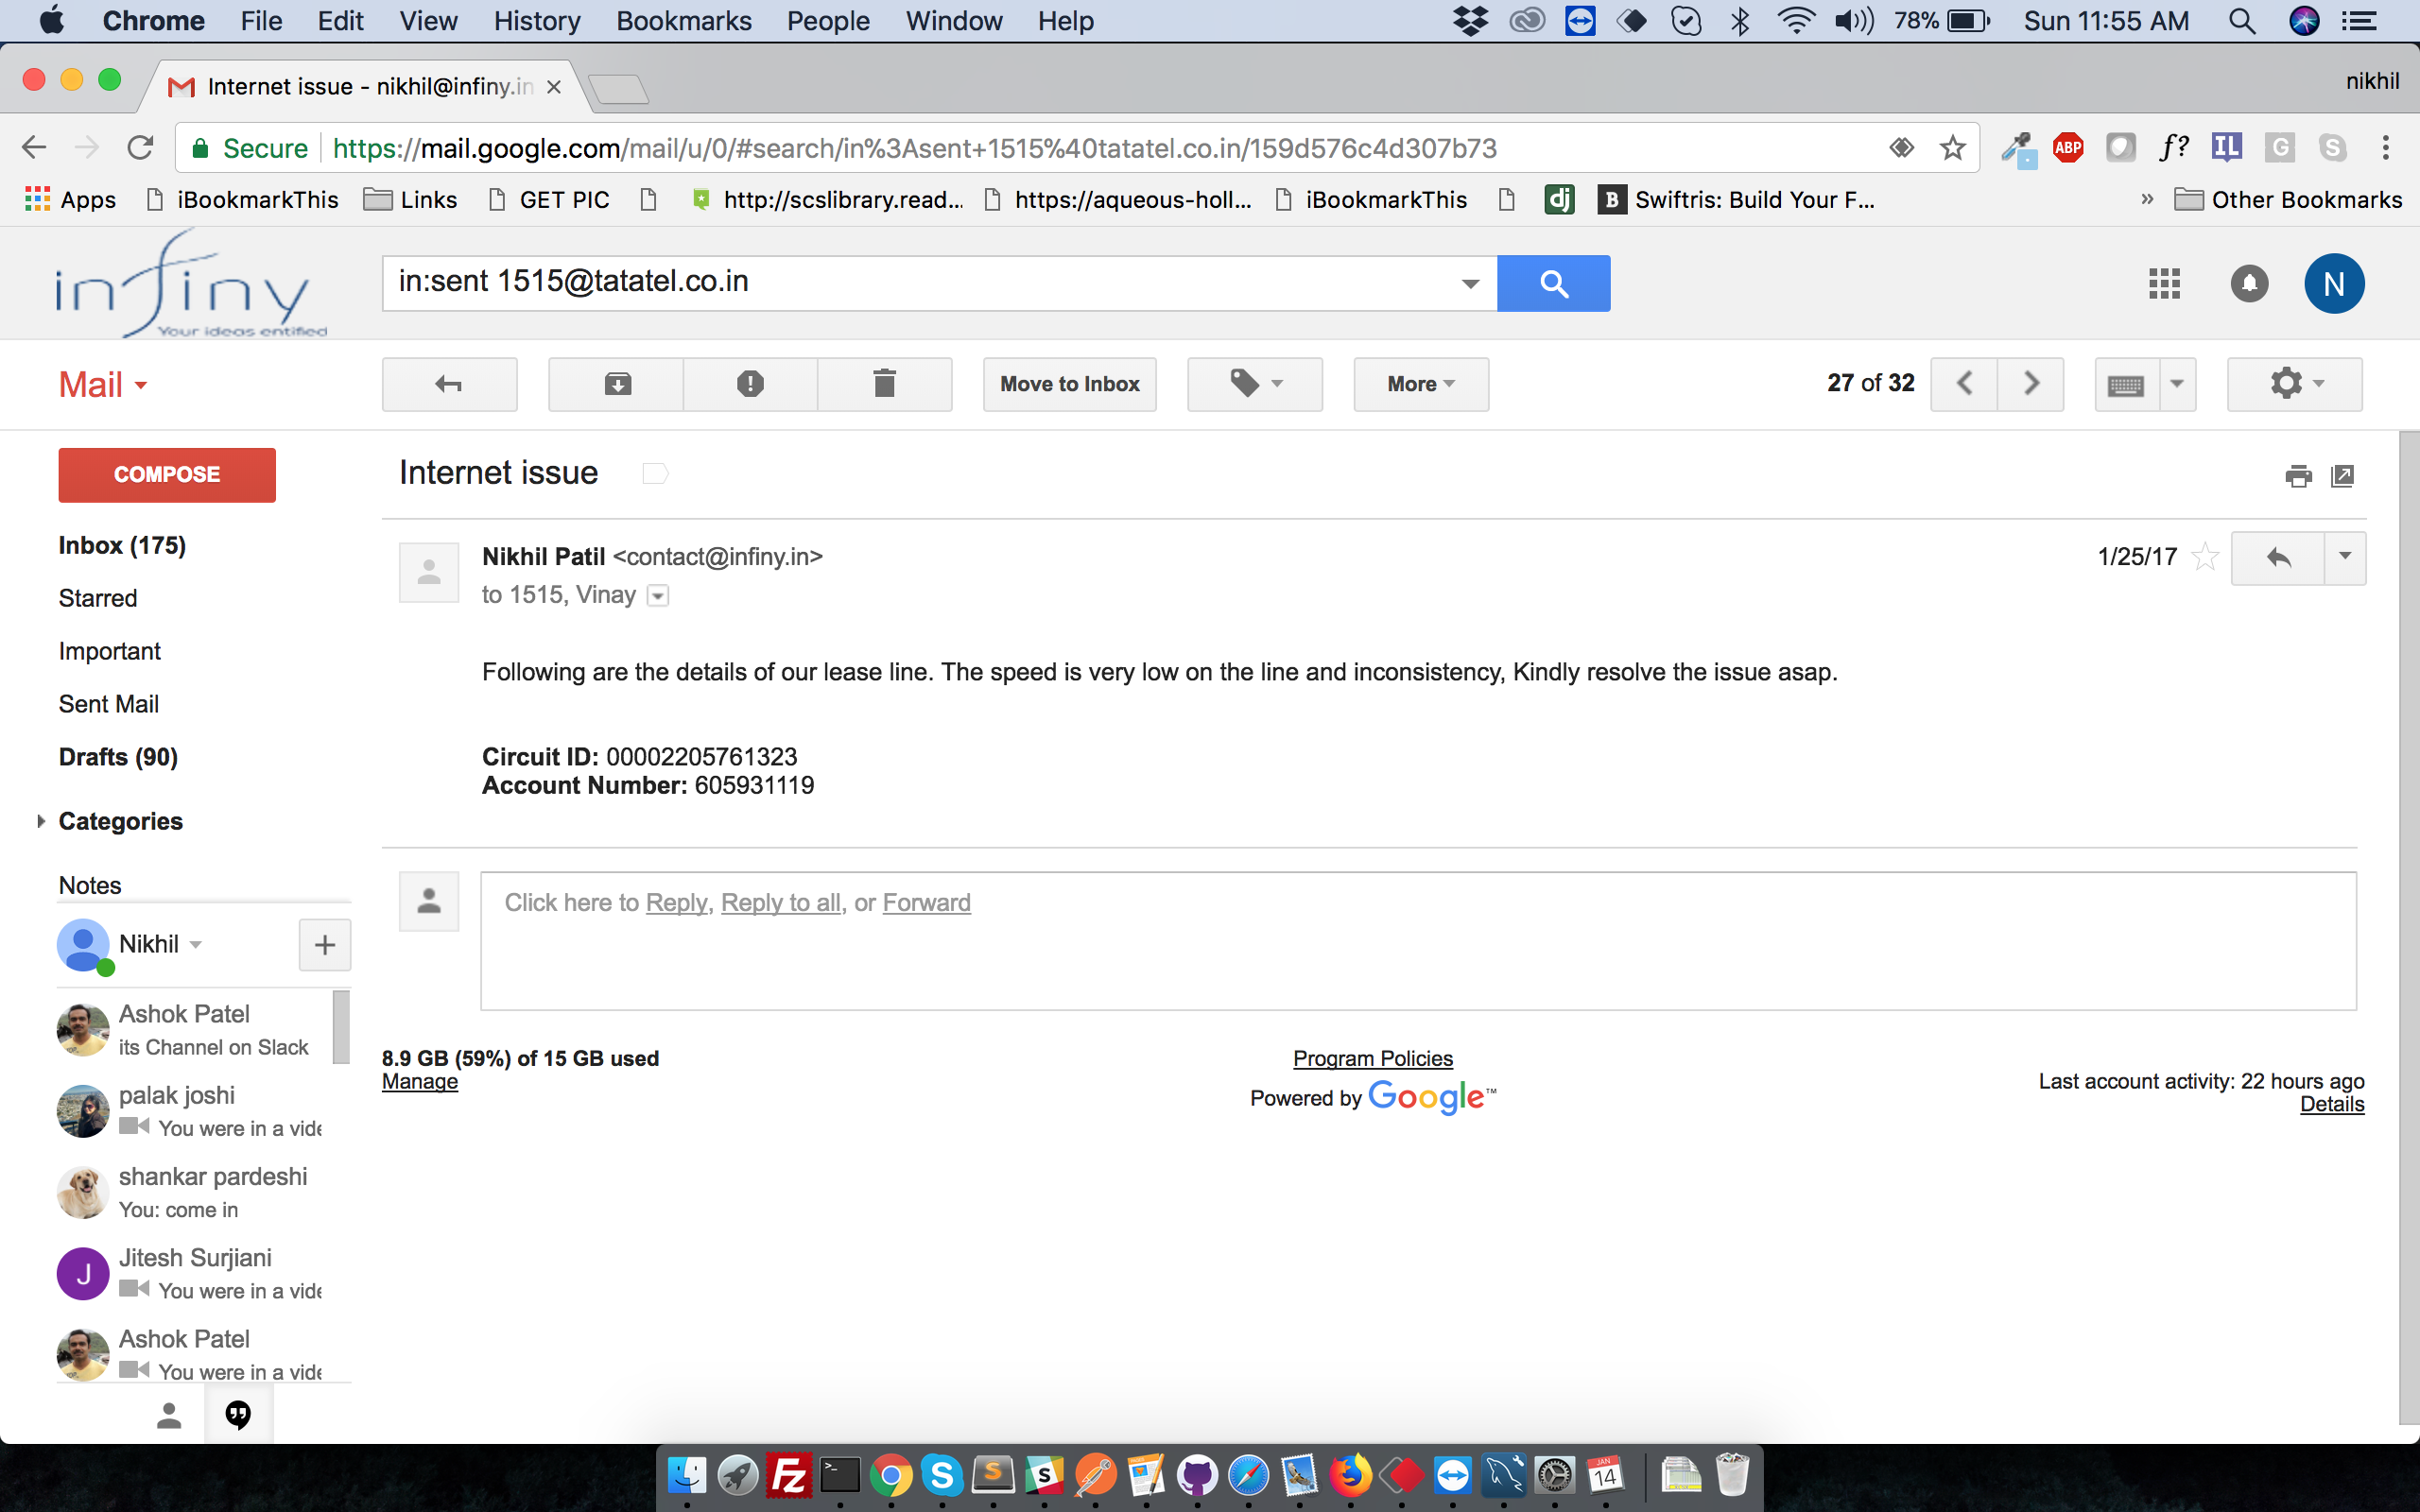 Chrome File Edit View History Bookmarks People Window Help 78% Sun 11:55 AM
Internet issue - nikhil@infiny.in nikhil
Secure https://mail.google.com/mail/u/0/#search/in%3Asent+1515%40tatatel.co.in/159d576c4d307b73 ABP f? IL G S
Apps iBookmarkThis Links GET PIC http://scslibrary.read... https://aqueous-holl... iBookmarkThis dj B Swiftris: Build Your F... » Other Bookmarks
infiny
Your ideas entified
in:sent 1515@tatatel.co.in N
Mail Move to Inbox More 27 of 32
COMPOSE
Internet issue
Inbox (175)
Starred
Important
Sent Mail
Drafts (90)
Categories
Notes
Nikhil Patil <contact@infiny.in> 1/25/17
to 1515, Vinay
Following are the details of our lease line. The speed is very low on the line and inconsistency, Kindly resolve the issue asap.
Circuit ID: 00002205761323
Account Number: 605931119
Click here to Reply, Reply to all, or Forward
Nikhil
Ashok Patel
its Channel on Slack
palak joshi
You were in a vide
shankar pardeshi
You: come in
J Jitesh Surjiani
You were in a vide
Ashok Patel
You were in a vide
8.9 GB (59%) of 15 GB used
Manage
Program Policies
Powered by Google™
Last account activity: 22 hours ago
Details
Fz S S S JAN 14